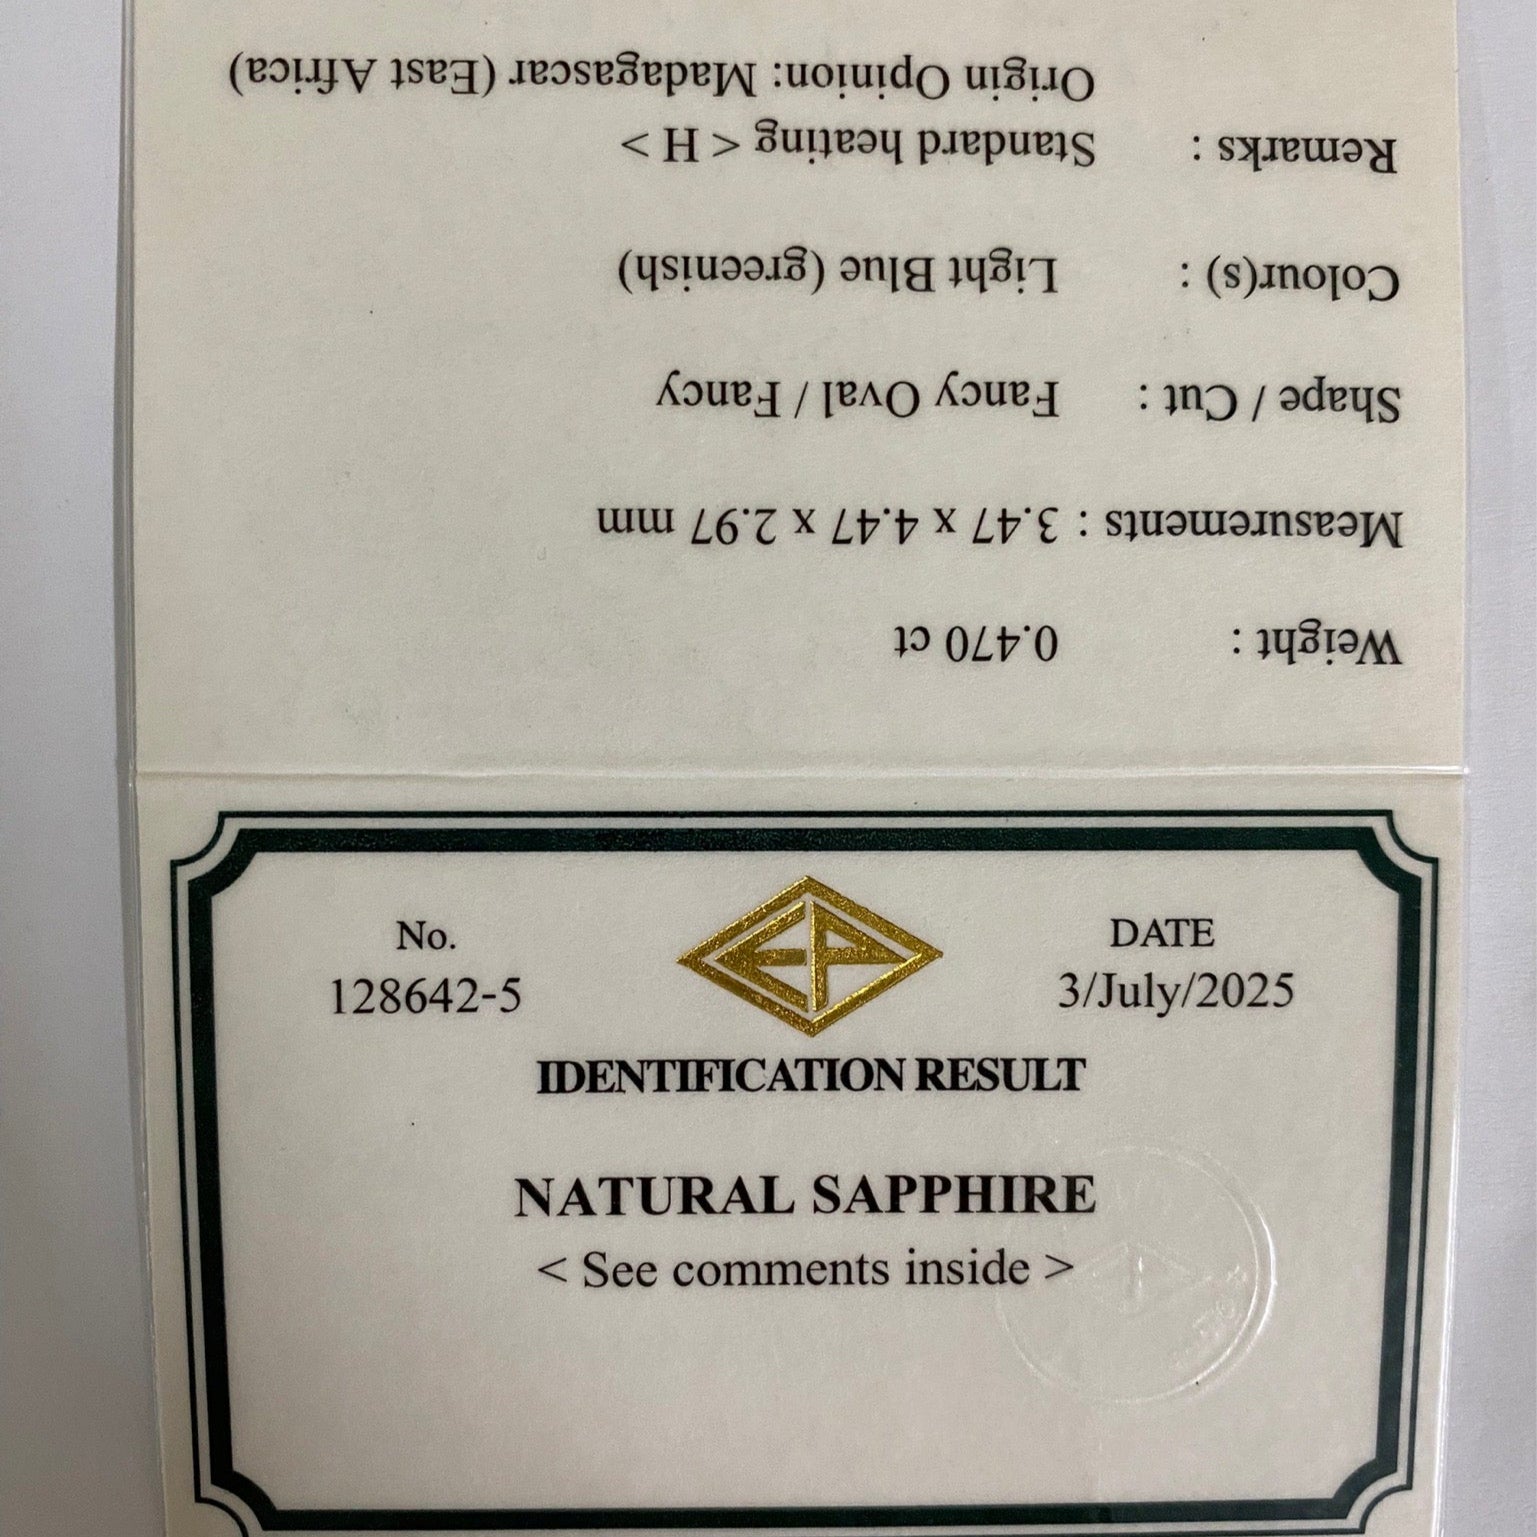 Weight : 0.470 ct
Measurements : 3.47 x 4.47 x 2.97 mm
Shape / Cut : Fancy Oval / Fancy
Colour(s) : Light Blue (greenish)
Remarks : Standard heating < H >
Origin Opinion: Madagascar (East Africa)
No.
128642-5
EP
DATE
3/July/2025
IDENTIFICATION RESULT
NATURAL SAPPHIRE
< See comments inside >